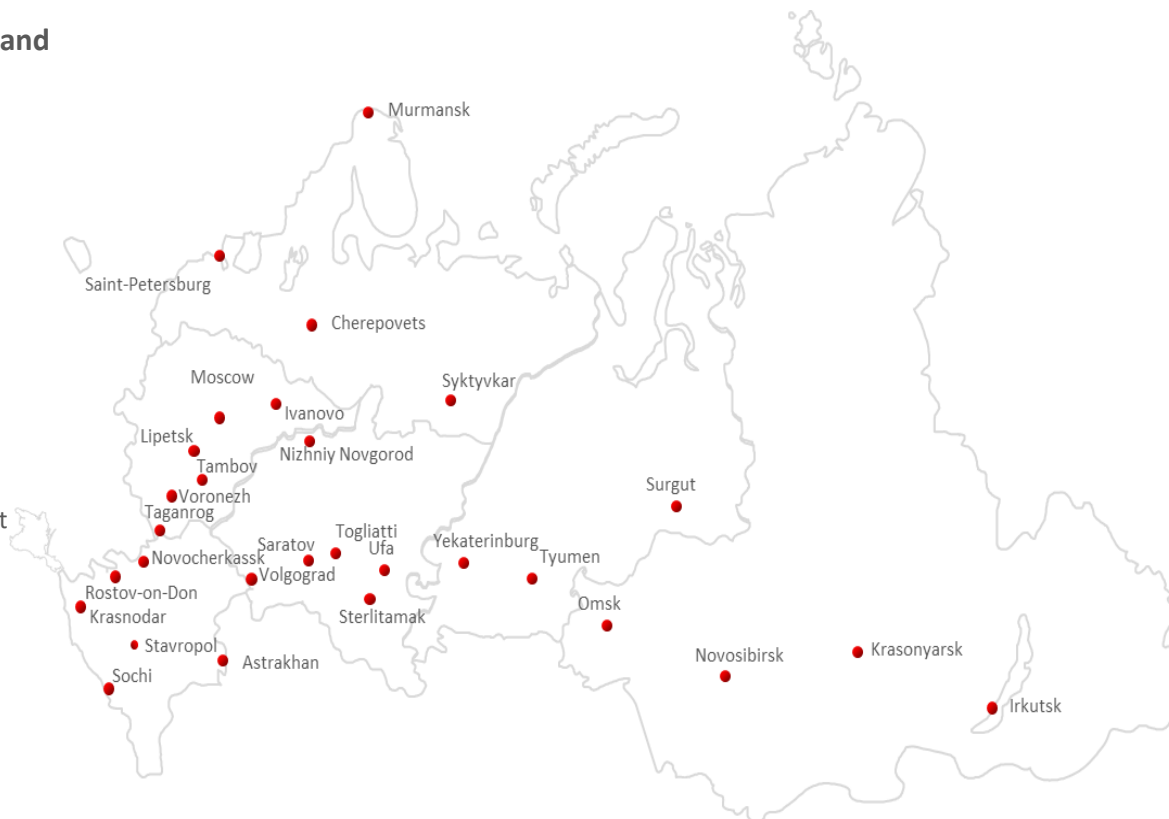 and
Murmansk
Saint-Petersburg
Cherepovets
Moscow
Syktyvkar
Ivanovo
Lipetsk
Nizhniy Novgorod
Tambov
Surgut
Voronezh
Taganrog
t
Togliatti
Yekaterinburg
Saratov
Ufa
Novocherkassk
Tyumen
Volgograd
Rostov-on-Don
Omsk
Krasnodar
Sterlitamak
Stavropol
Krasonyarsk
Novosibirsk
Astrakhan
Sochi
Irkutsk